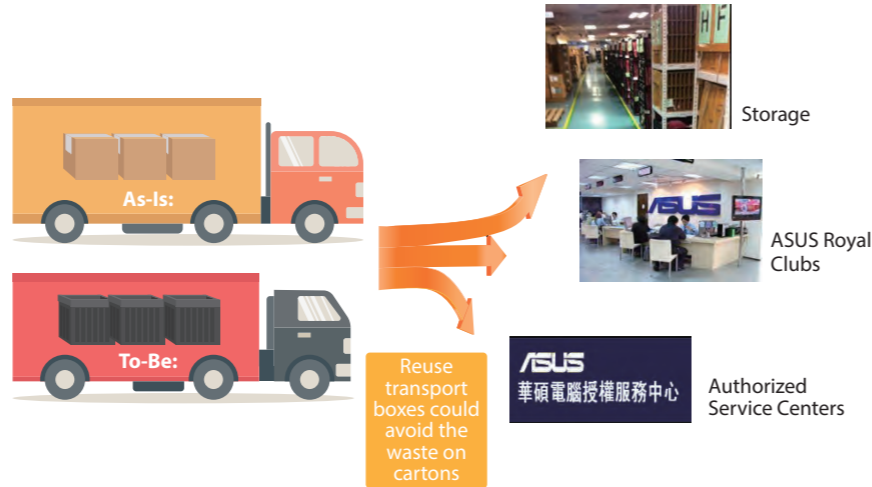 H F
Storage
As-Is:
ASUS
ASUS Royal
Clubs
To-Be:
Reuse
transport
boxes could
avoid the
waste on
cartons
ASUS
華碩電腦授權服務中心
Authorized
Service Centers